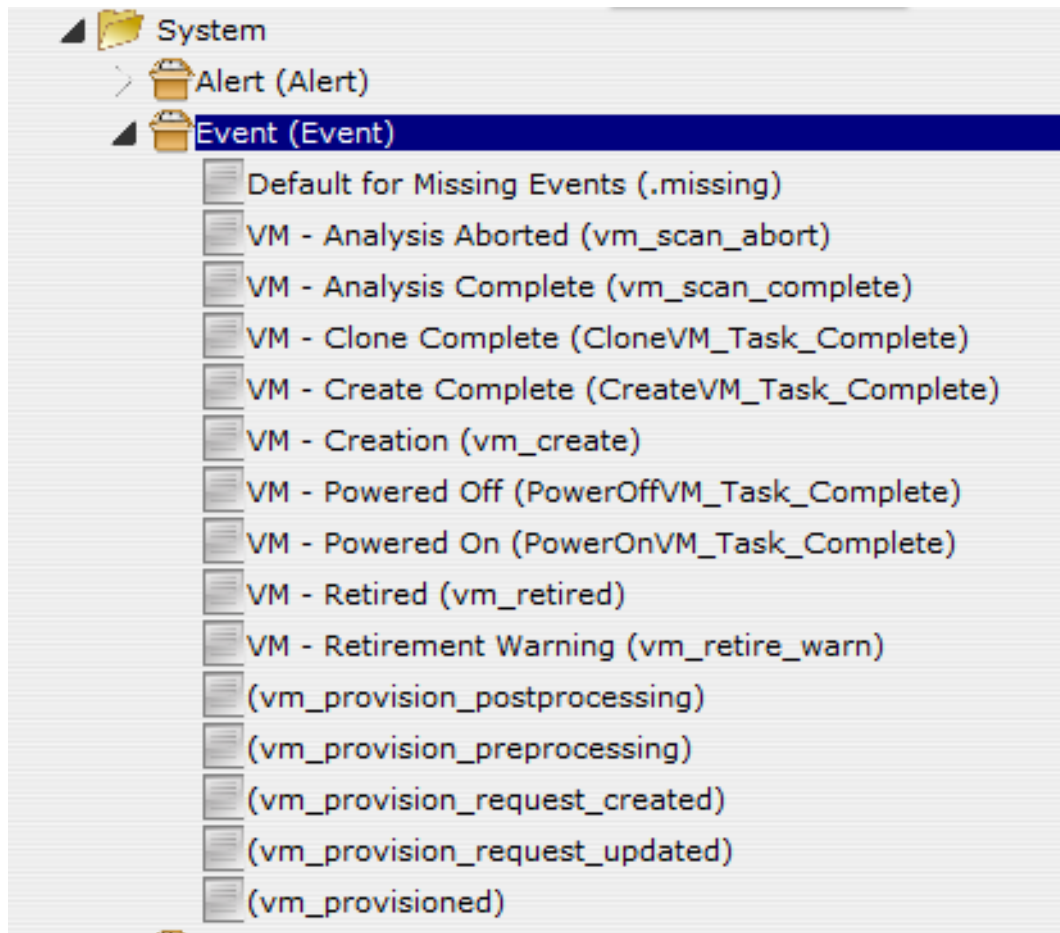 System
Alert (Alert)
Event (Event)
Default for Missing Events (.missing)
VM - Analysis Aborted (vm_scan_abort)
VM - Analysis Complete (vm_scan_complete)
VM - Clone Complete (CloneVM_Task_Complete)
VM - Create Complete (CreateVM_Task_Complete)
VM - Creation (vm_create)
VM - Powered Off (PowerOffVM_Task_Complete)
VM - Powered On (PowerOnVM_Task_Complete)
VM - Retired (vm_retired)
VM - Retirement Warning (vm_retire_warn)
(vm_provision_postprocessing)
(vm_provision_preprocessing)
(vm_provision_request_created)
(vm_provision_request_updated)
(vm_provisioned)